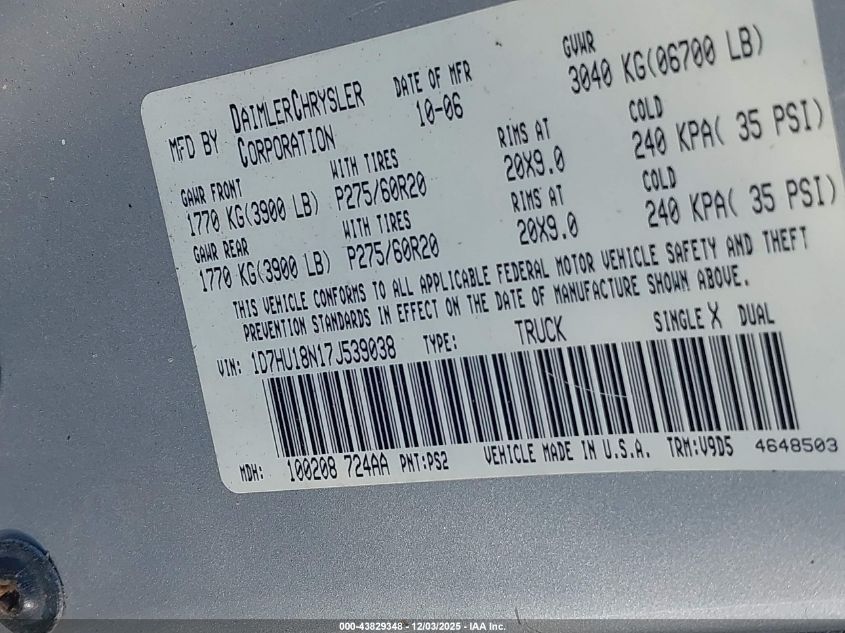 MFD BY DAIMLERCHRYSLER CORPORATION DATE OF MFR 10-06 GVWR 3040 KG(06700 LB)
GAWR FRONT WITH TIRES RIMS AT COLD
1770 KG(3900 LB) P275/60R20 20X9.0 240 KPA( 35 PSI)
GAWR REAR WITH TIRES RIMS AT COLD
1770 KG(3900 LB) P275/60R20 20X9.0 240 KPA( 35 PSI)
THIS VEHICLE CONFORMS TO ALL APPLICABLE FEDERAL MOTOR VEHICLE SAFETY AND THEFT
PREVENTION STANDARDS IN EFFECT ON THE DATE OF MANUFACTURE SHOWN ABOVE.
VIN: 1D7HU18N17J539038 TYPE: TRUCK SINGLE X DUAL
MDH: 100208 724AA PNT:PS2 VEHICLE MADE IN U.S.A. TRM:V9D5 4648503
000-43829348 - 12/03/2025 - IAA Inc.